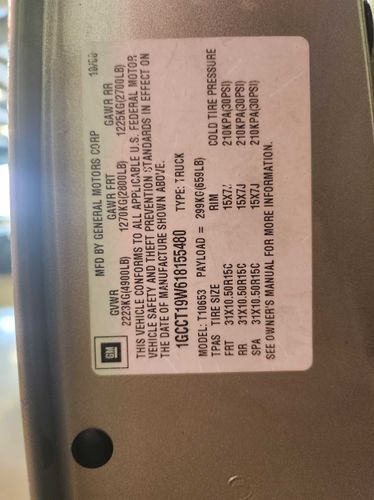 GM
MFD BY GENERAL MOTORS CORP 10/00
GVWR GAWR FRT GAWR RR
2223KG(4900LB) 1270KG(2800LB) 1225KG(2700LB)
THIS VEHICLE CONFORMS TO ALL APPLICABLE U.S. FEDERAL MOTOR
VEHICLE SAFETY AND THEFT PREVENTION STANDARDS IN EFFECT ON
THE DATE OF MANUFACTURE SHOWN ABOVE.
1GCCT19W618155480 TYPE: TRUCK
MODEL: T10653 PAYLOAD = 299KG(659LB)
TPAS TIRE SIZE RIM COLD TIRE PRESSURE
FRT 31X10.50R15C 15X7J 210KPA(30PSI)
RR 31X10.50R15C 15X7J 210KPA(30PSI)
SPA 31X10.50R15C 15X7J 210KPA(30PSI)
SEE OWNER'S MANUAL FOR MORE INFORMATION.